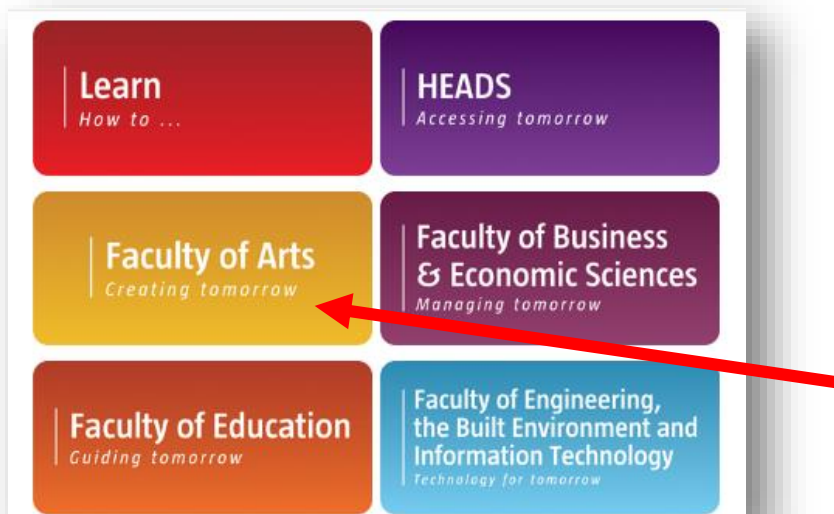 Learn
How to ...
HEADS
Accessing tomorrow
Faculty of Arts
Creating tomorrow
Faculty of Business
& Economic Sciences
Managing tomorrow
Faculty of Education
Guiding tomorrow
Faculty of Engineering,
the Built Environment and
Information Technology
Technology for tomorrow